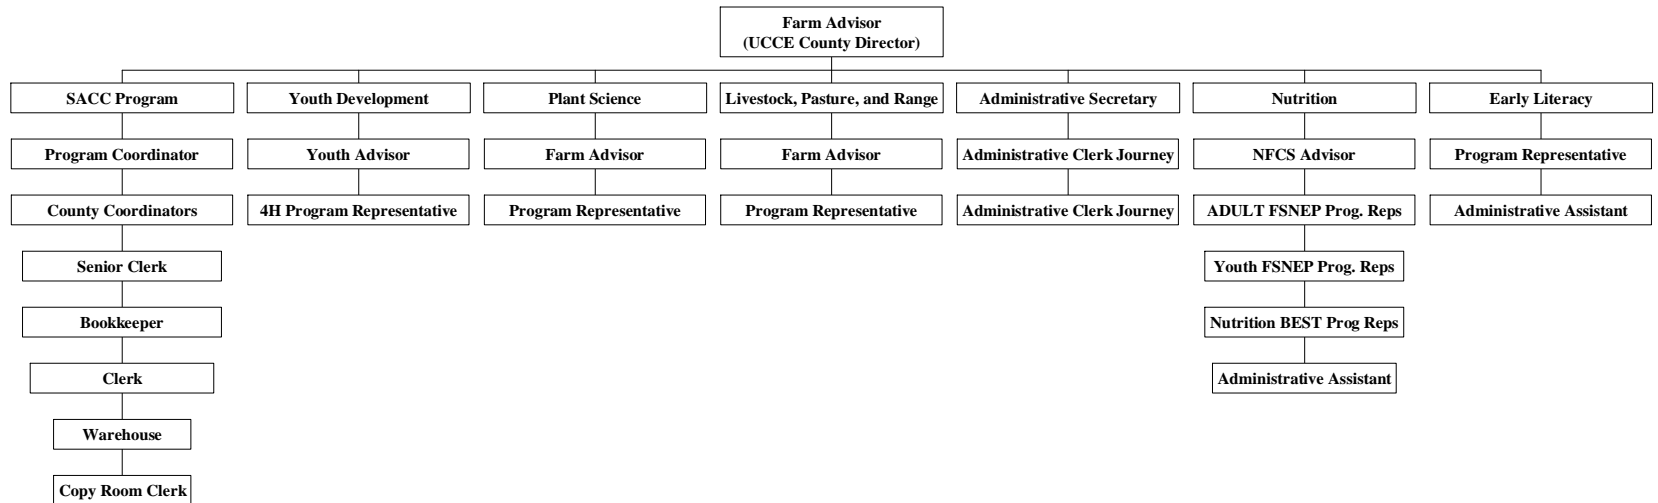 Farm Advisor
(UCCE County Director)
SACC Program
Youth Development
Plant Science
Livestock, Pasture, and Range
Administrative Secretary
Nutrition
Early Literacy
Program Coordinator
Youth Advisor
Farm Advisor
Farm Advisor
Administrative Clerk Journey
NFCS Advisor
Program Representative
County Coordinators
4H Program Representative
Program Representative
Program Representative
Administrative Clerk Journey
ADULT FSNEP Prog. Reps
Administrative Assistant
Senior Clerk
Youth FSNEP Prog. Reps
Bookkeeper
Nutrition BEST Prog Reps
Clerk
Administrative Assistant
Warehouse
Copy Room Clerk